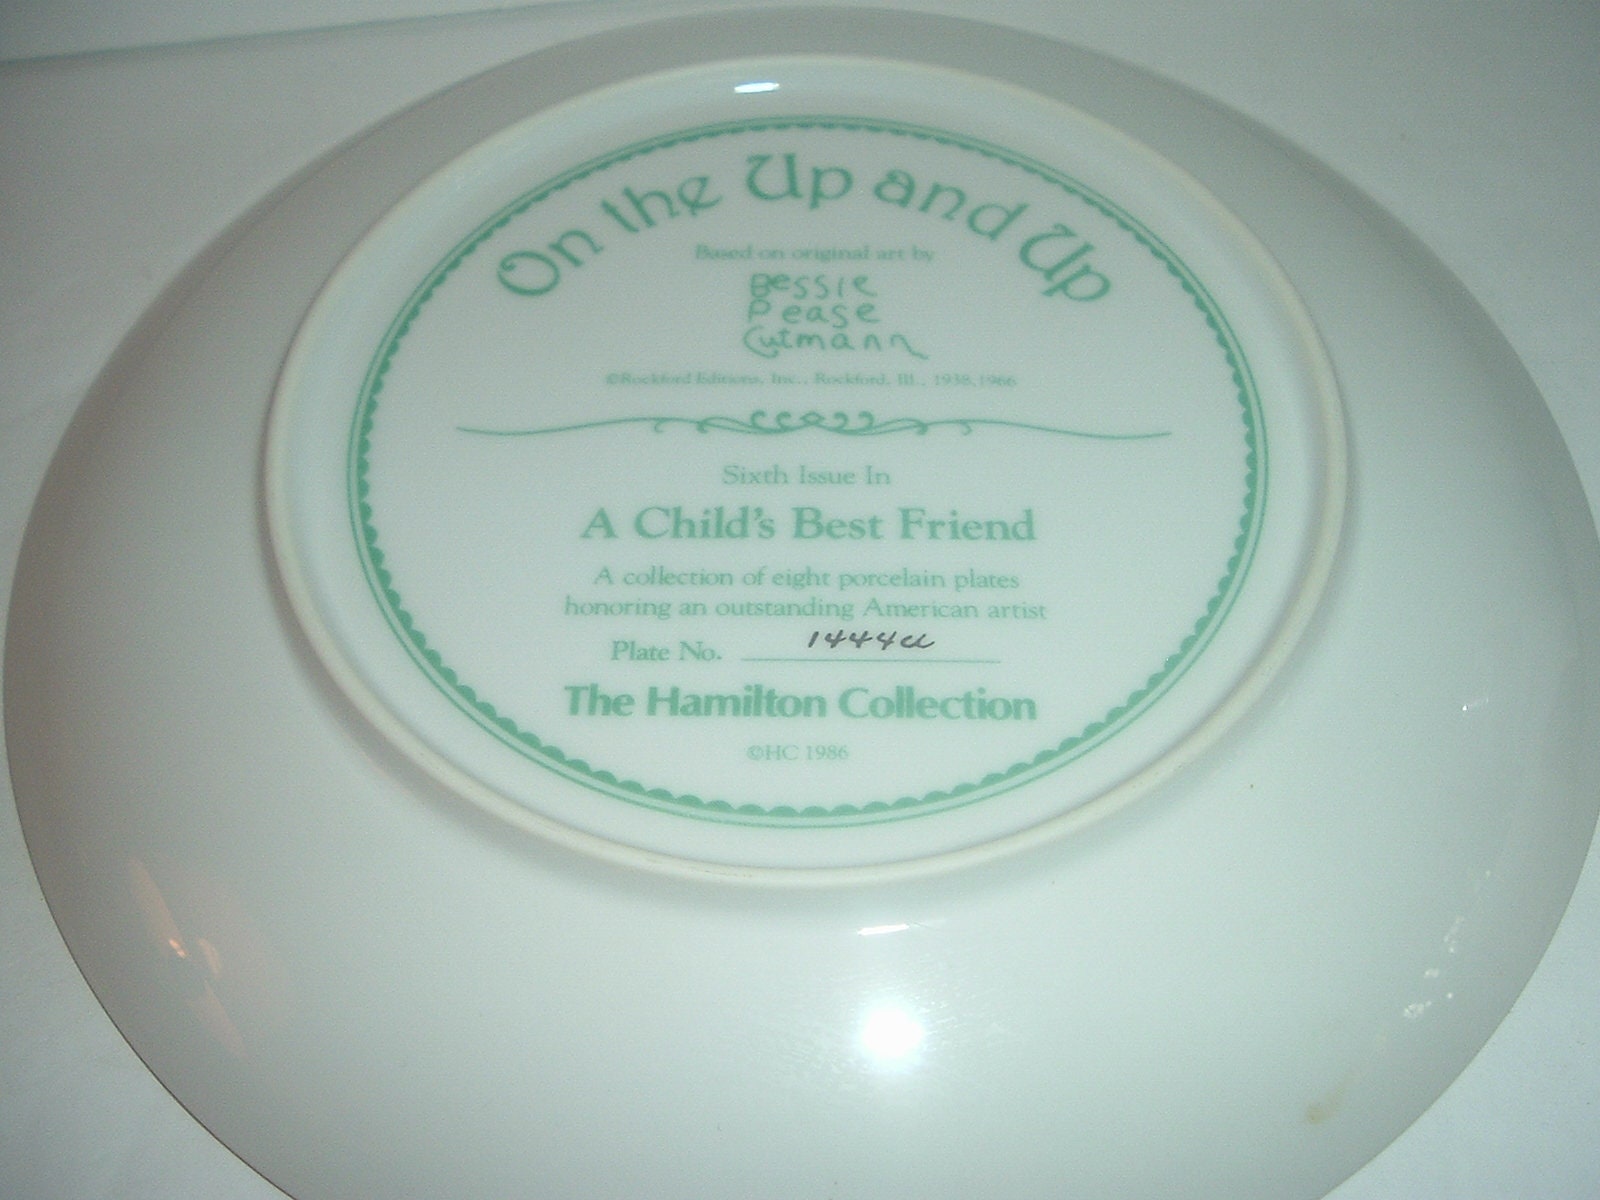 On the Up and Up
Based on original art by
Bessie
Pease
Gutmann
©Rockford Editions, Inc., Rockford, Ill., 1938, 1966
Sixth Issue In
A Child's Best Friend
A collection of eight porcelain plates
honoring an outstanding American artist
Plate No. 1444a
The Hamilton Collection
©HC 1986